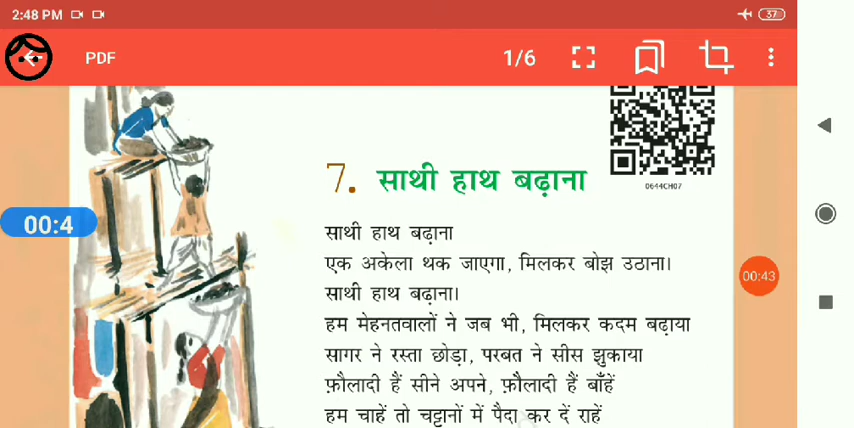 2:48 PM
37
PDF
1/6
0644CH07
7. साथी हाथ बढ़ाना
00:4
साथी हाथ बढ़ाना
एक अकेला थक जाएगा, मिलकर बोझ उठाना।
00:43
साथी हाथ बढ़ाना।
हम मेहनतवालों ने जब भी, मिलकर कदम बढ़ाया
सागर ने रस्ता छोड़ा, परबत ने सीस झुकाया
फ़ौलादी हैं सीने अपने, फ़ौलादी हैं बाँहें
हम चाहें तो चट्टानों में पैदा कर दें राहें